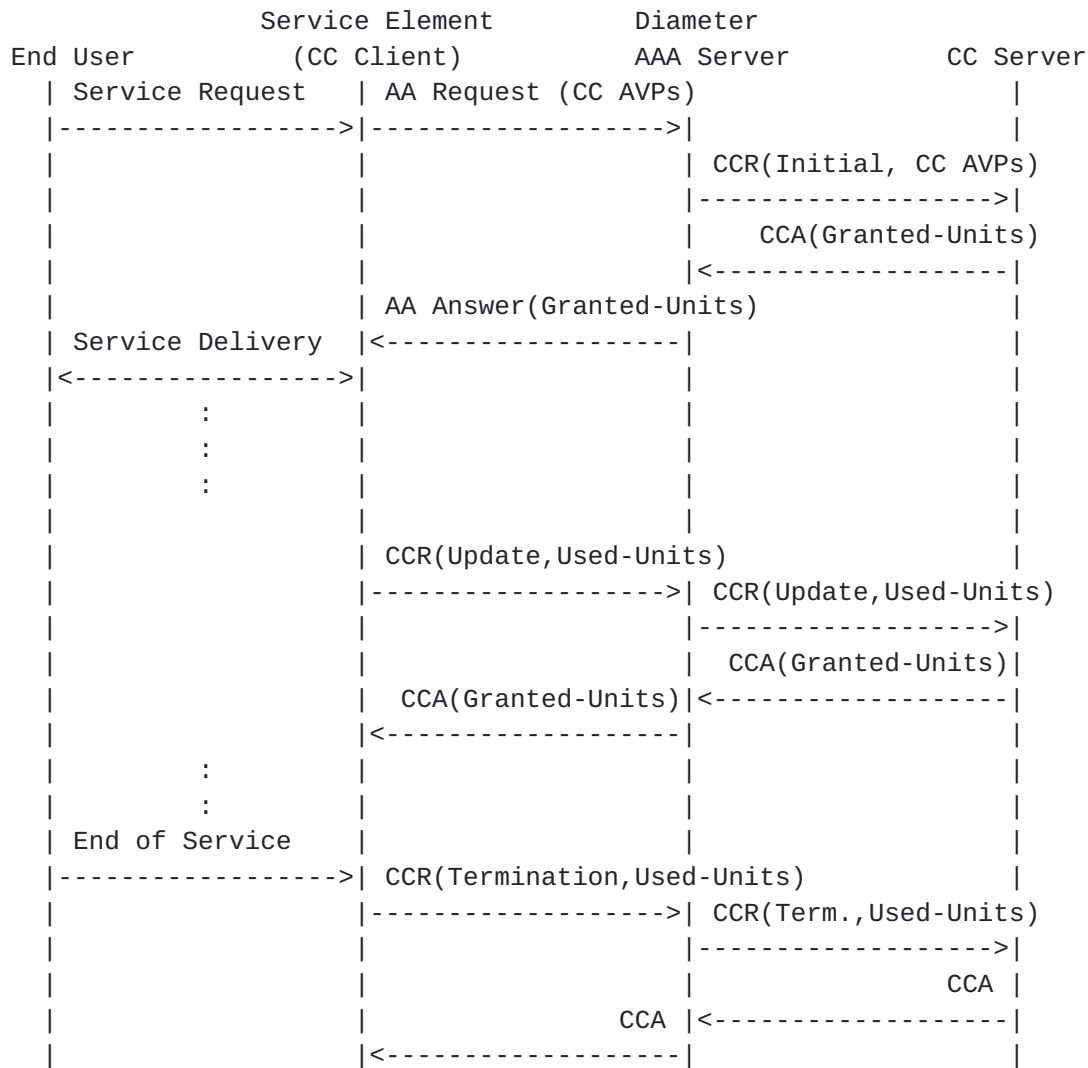 Service Element Diameter
End User (CC Client) AAA Server CC Server
Service Request AA Request (CC AVPs)
CCR(Initial, CC AVPs)
CCA(Granted-Units)
AA Answer(Granted-Units)
Service Delivery
:
:
:
CCR(Update,Used-Units)
CCR(Update,Used-Units)
CCA(Granted-Units)
CCA(Granted-Units)
:
:
End of Service
CCR(Termination,Used-Units)
CCR(Term.,Used-Units)
CCA
CCA